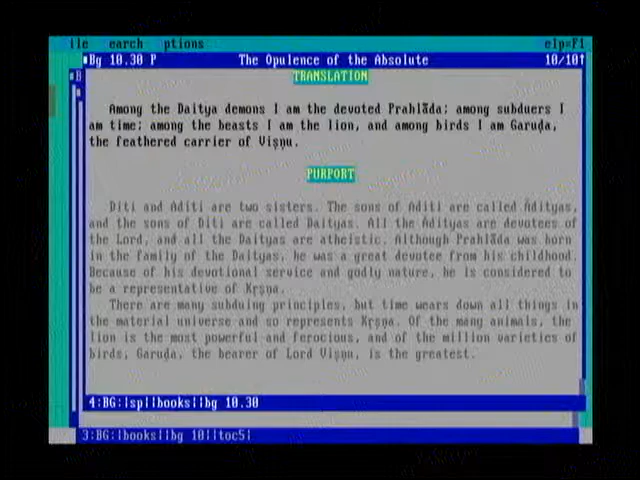 ile   earch   ptions   elp=F1
Bg 10.30 P   The Opulence of the Absolute   10/10↑
B
TRANSLATION
Among the Daitya demons I am the devoted Prahlāda; among subduers I
am time; among the beasts I am the lion, and among birds I am Garuḍa,
the feathered carrier of Viṣṇu.
PURPORT
Diti and Aditi are two sisters. The sons of Aditi are called Ādityas,
and the sons of Diti are called Daityas. All the Ādityas are devotees of
the Lord, and all the Daityas are atheistic. Although Prahlāda was born
in the family of the Daityas, he was a great devotee from his childhood.
Because of his devotional service and godly nature, he is considered to
be a representative of Kṛṣṇa.
There are many subduing principles, but time wears down all things in
the material universe and so represents Kṛṣṇa. Of the many animals, the
lion is the most powerful and ferocious, and of the million varieties of
birds, Garuḍa, the bearer of Lord Viṣṇu, is the greatest.
4:BG:|sp||books||bg 10.30
3:BG:|books||bg 10||toc5|